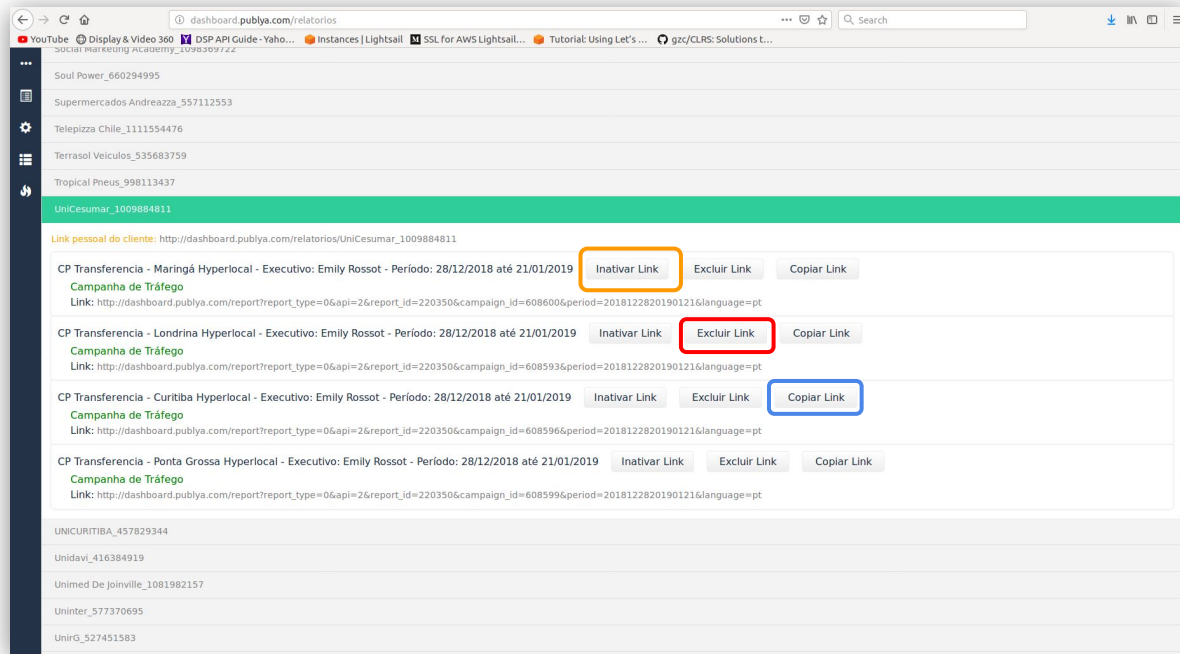 dashboard.publya.com/relatorios
Search
YouTube Display & Video 360 DSP API Guide - Yaho... Instances | Lightsail SSL for AWS Lightsail... Tutorial: Using Let's ... gzc/CLRS: Solutions t...
Social Marketing Academy_1098369722
Soul Power_660294995
Supermercados Andreazza_557112553
Telepizza Chile_1111554476
Terrasol Veiculos_535683759
Tropical Pneus_998113437
UniCesumar_1009884811
Link pessoal do cliente: http://dashboard.publya.com/relatorios/UniCesumar_1009884811
CP Transferencia - Maringá Hyperlocal - Executivo: Emily Rossot - Período: 28/12/2018 até 21/01/2019 Inativar Link Excluir Link Copiar Link
Campanha de Tráfego
Link: http://dashboard.publya.com/report?report_type=0&api=2&report_id=220350&campaign_id=608600&period=2018122820190121&language=pt
CP Transferencia - Londrina Hyperlocal - Executivo: Emily Rossot - Período: 28/12/2018 até 21/01/2019 Inativar Link Excluir Link Copiar Link
Campanha de Tráfego
Link: http://dashboard.publya.com/report?report_type=0&api=2&report_id=220350&campaign_id=608593&period=2018122820190121&language=pt
CP Transferencia - Curitiba Hyperlocal - Executivo: Emily Rossot - Período: 28/12/2018 até 21/01/2019 Inativar Link Excluir Link Copiar Link
Campanha de Tráfego
Link: http://dashboard.publya.com/report?report_type=0&api=2&report_id=220350&campaign_id=608596&period=2018122820190121&language=pt
CP Transferencia - Ponta Grossa Hyperlocal - Executivo: Emily Rossot - Período: 28/12/2018 até 21/01/2019 Inativar Link Excluir Link Copiar Link
Campanha de Tráfego
Link: http://dashboard.publya.com/report?report_type=0&api=2&report_id=220350&campaign_id=608599&period=2018122820190121&language=pt
UNICURITIBA_457829344
Unidavi_416384919
Unimed De Joinville_1081982157
Uninter_577370695
UnirG_527451583